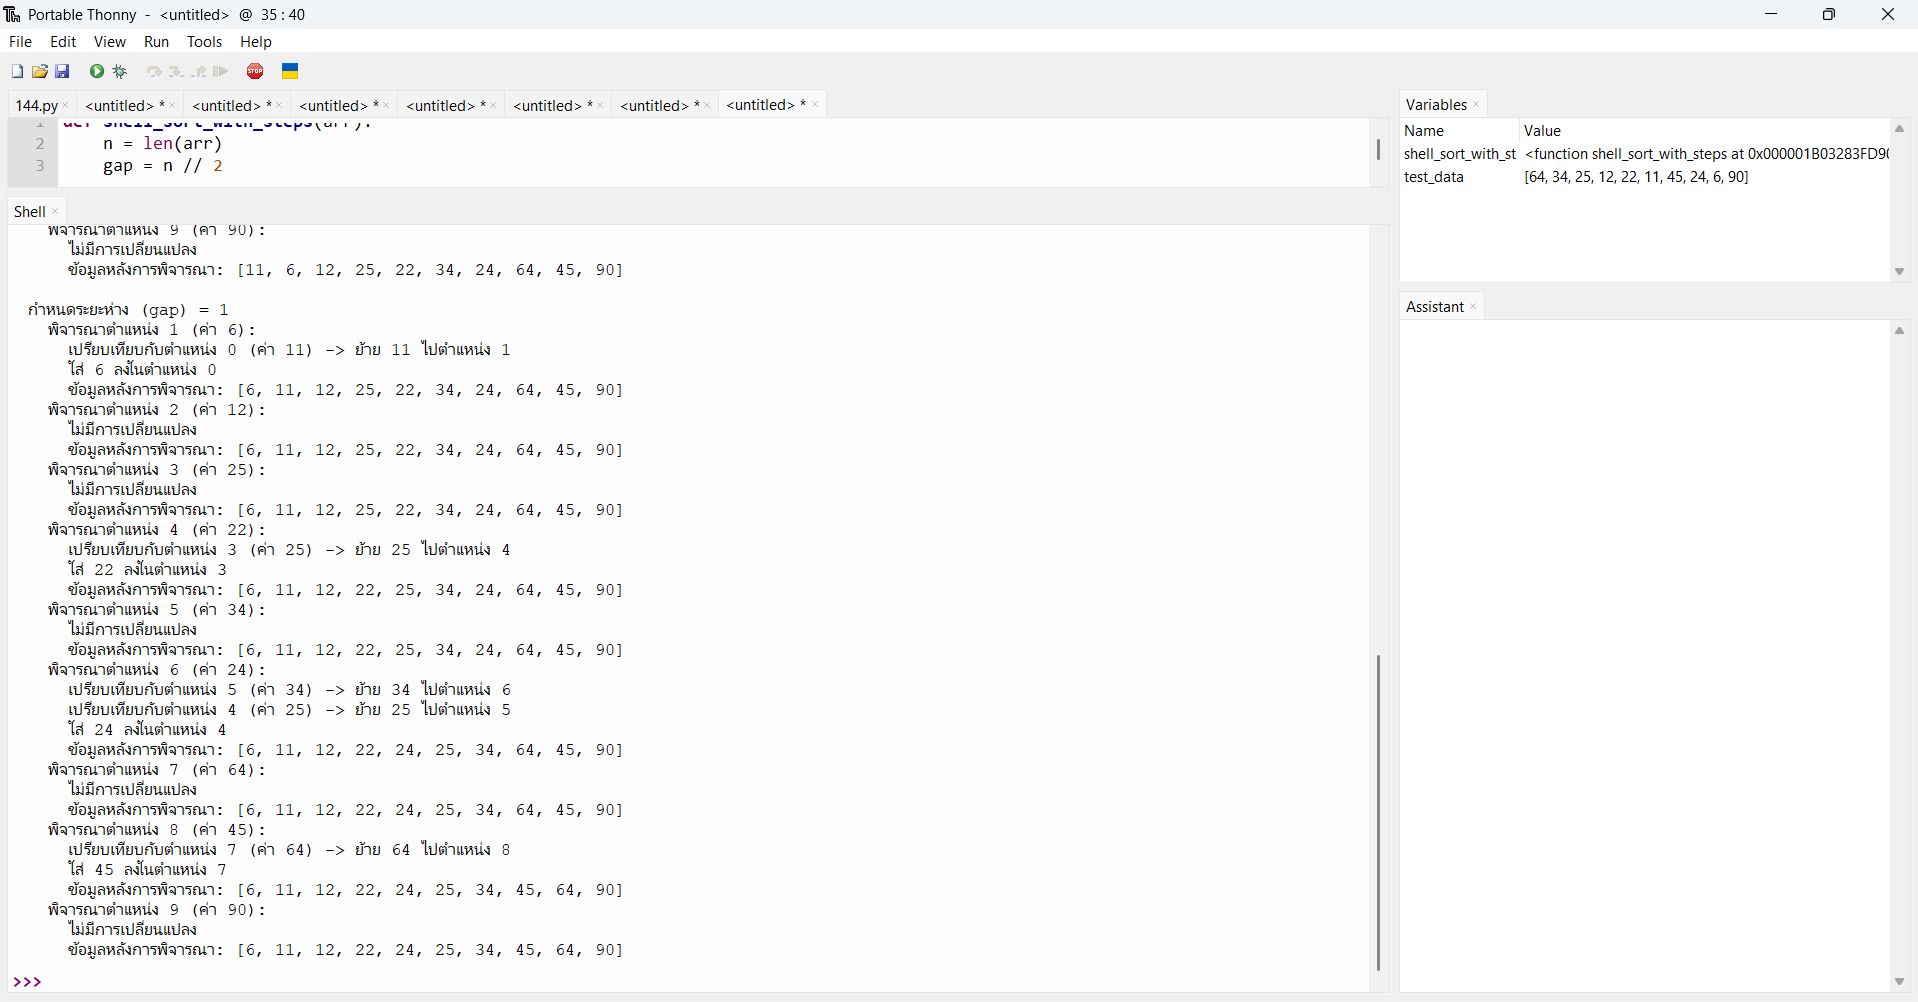 Portable Thonny - <untitled> @ 35 : 40
File Edit View Run Tools Help
STOP
144.py × <untitled> * × <untitled> * × <untitled> * × <untitled> * × <untitled> * × <untitled> * × <untitled> * ×
1 def shell_sort_with_steps(arr):
2 n = len(arr)
3 gap = n // 2
Shell ×
พิจารณาตำแหน่ง 9 (ค่า 90):
ไม่มีการเปลี่ยนแปลง
ข้อมูลหลังการพิจารณา: [11, 6, 12, 25, 22, 34, 24, 64, 45, 90]
กำหนดระยะห่าง (gap) = 1
พิจารณาตำแหน่ง 1 (ค่า 6):
เปรียบเทียบกับตำแหน่ง 0 (ค่า 11) -> ย้าย 11 ไปตำแหน่ง 1
ใส่ 6 ลงในตำแหน่ง 0
ข้อมูลหลังการพิจารณา: [6, 11, 12, 25, 22, 34, 24, 64, 45, 90]
พิจารณาตำแหน่ง 2 (ค่า 12):
ไม่มีการเปลี่ยนแปลง
ข้อมูลหลังการพิจารณา: [6, 11, 12, 25, 22, 34, 24, 64, 45, 90]
พิจารณาตำแหน่ง 3 (ค่า 25):
ไม่มีการเปลี่ยนแปลง
ข้อมูลหลังการพิจารณา: [6, 11, 12, 25, 22, 34, 24, 64, 45, 90]
พิจารณาตำแหน่ง 4 (ค่า 22):
เปรียบเทียบกับตำแหน่ง 3 (ค่า 25) -> ย้าย 25 ไปตำแหน่ง 4
ใส่ 22 ลงในตำแหน่ง 3
ข้อมูลหลังการพิจารณา: [6, 11, 12, 22, 25, 34, 24, 64, 45, 90]
พิจารณาตำแหน่ง 5 (ค่า 34):
ไม่มีการเปลี่ยนแปลง
ข้อมูลหลังการพิจารณา: [6, 11, 12, 22, 25, 34, 24, 64, 45, 90]
พิจารณาตำแหน่ง 6 (ค่า 24):
เปรียบเทียบกับตำแหน่ง 5 (ค่า 34) -> ย้าย 34 ไปตำแหน่ง 6
เปรียบเทียบกับตำแหน่ง 4 (ค่า 25) -> ย้าย 25 ไปตำแหน่ง 5
ใส่ 24 ลงในตำแหน่ง 4
ข้อมูลหลังการพิจารณา: [6, 11, 12, 22, 24, 25, 34, 64, 45, 90]
พิจารณาตำแหน่ง 7 (ค่า 64):
ไม่มีการเปลี่ยนแปลง
ข้อมูลหลังการพิจารณา: [6, 11, 12, 22, 24, 25, 34, 64, 45, 90]
พิจารณาตำแหน่ง 8 (ค่า 45):
เปรียบเทียบกับตำแหน่ง 7 (ค่า 64) -> ย้าย 64 ไปตำแหน่ง 8
ใส่ 45 ลงในตำแหน่ง 7
ข้อมูลหลังการพิจารณา: [6, 11, 12, 22, 24, 25, 34, 45, 64, 90]
พิจารณาตำแหน่ง 9 (ค่า 90):
ไม่มีการเปลี่ยนแปลง
ข้อมูลหลังการพิจารณา: [6, 11, 12, 22, 24, 25, 34, 45, 64, 90]
>>>
Variables ×
Name Value
shell_sort_with_st <function shell_sort_with_steps at 0x000001B03283FD9(
test_data [64, 34, 25, 12, 22, 11, 45, 24, 6, 90]
Assistant ×